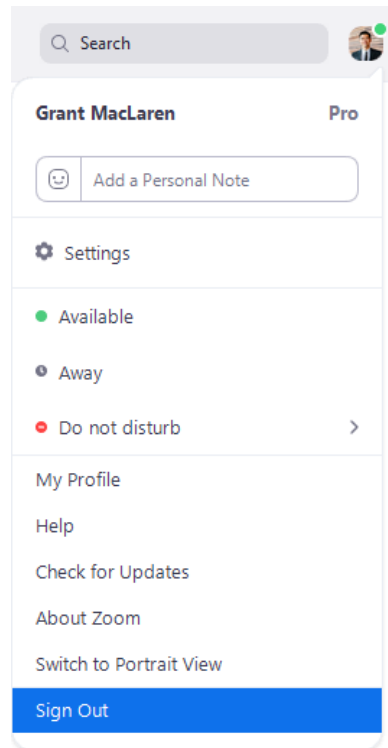 Search
Grant MacLaren Pro
Add a Personal Note
Settings
Available
Away
Do not disturb
My Profile
Help
Check for Updates
About Zoom
Switch to Portrait View
Sign Out